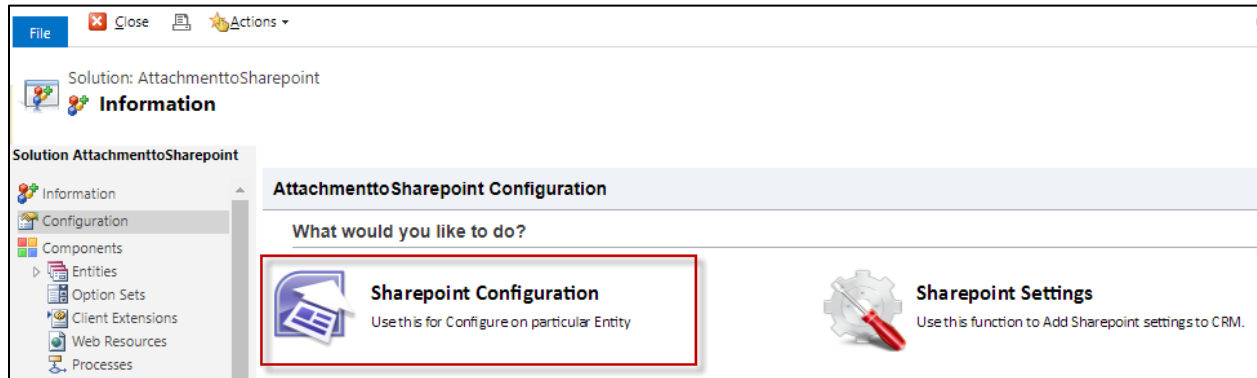 File
Close
Actions
Solution: AttachmenttoSharepoint
Information
Solution AttachmenttoSharepoint
Information
Configuration
Components
Entities
Option Sets
Client Extensions
Web Resources
Processes
AttachmenttoSharepoint Configuration
What would you like to do?
Sharepoint Configuration
Use this for Configure on particular Entity
Sharepoint Settings
Use this function to Add Sharepoint settings to CRM.